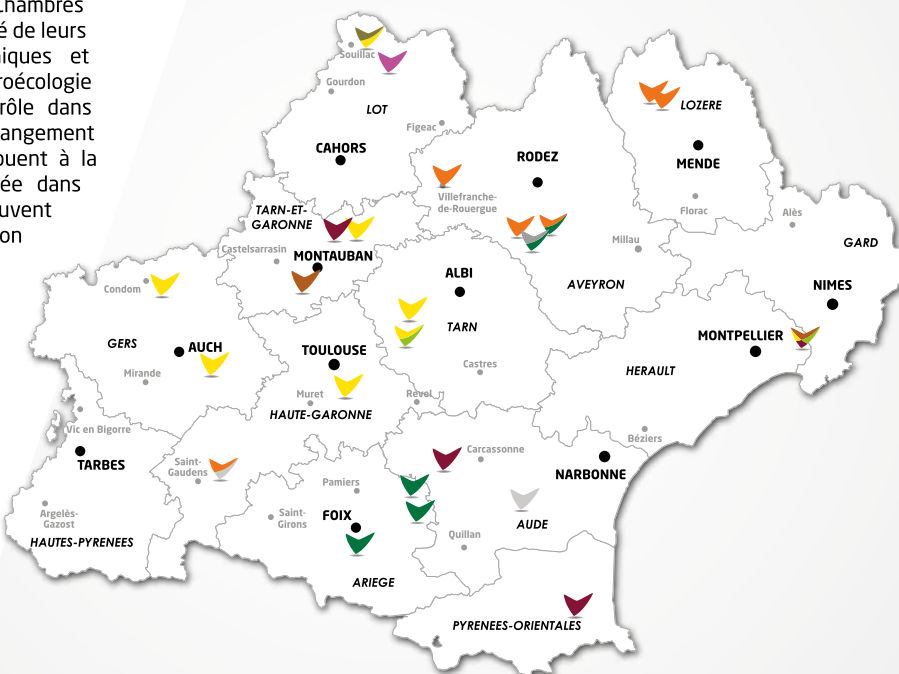 Chambres
é de leurs
niques et
roécologie
rôle dans
angement
ouent à la
ée dans
uvent
on
Souillac
Gourdon
LOT
Figeac
CAHORS
RODEZ
LOZERE
MENDE
Florac
Villefranche-
de-Rouergue
Alès
GARD
TARN-ET-
GARONNE
Castelsarrasin
MONTAUBAN
Millau
AVEYRON
NIMES
Condom
ALBI
TARN
GERS
AUCH
Mirande
TOULOUSE
Muret
HAUTE-GARONNE
Castres
Revel
MONTPELLIER
HERAULT
Béziers
Vic en Bigorre
TARBES
Saint-
Gaudens
Carcassonne
NARBONNE
Pamiers
Argelès-
Gazost
Saint-
Girons
FOIX
AUDE
Quillan
HAUTES-PYRENEES
ARIEGE
PYRENEES-ORIENTALES